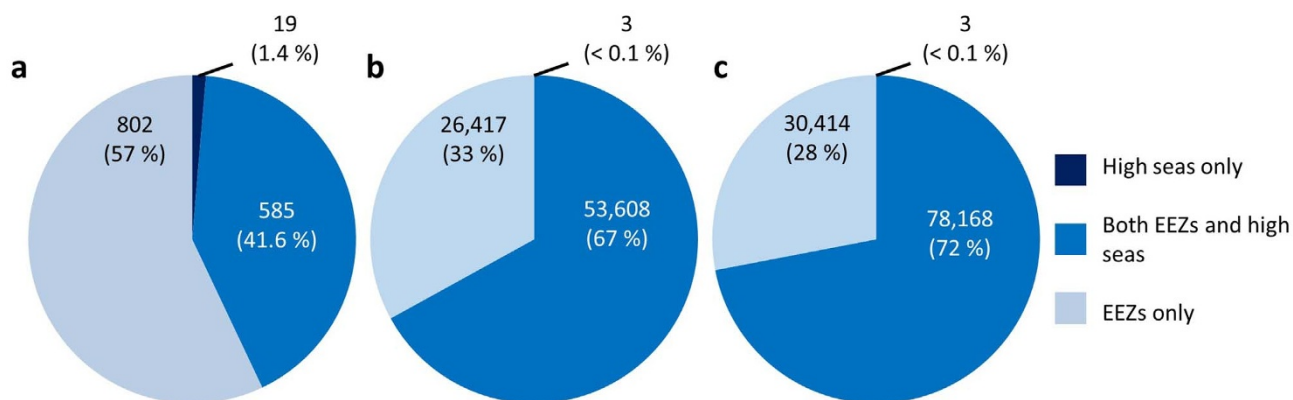 19
(1.4 %)
3
(< 0.1 %)
3
(< 0.1 %)
a
b
c
802
(57 %)
585
(41.6 %)
26,417
(33 %)
53,608
(67 %)
30,414
(28 %)
78,168
(72 %)
High seas only
Both EEZs and high
seas
EEZs only